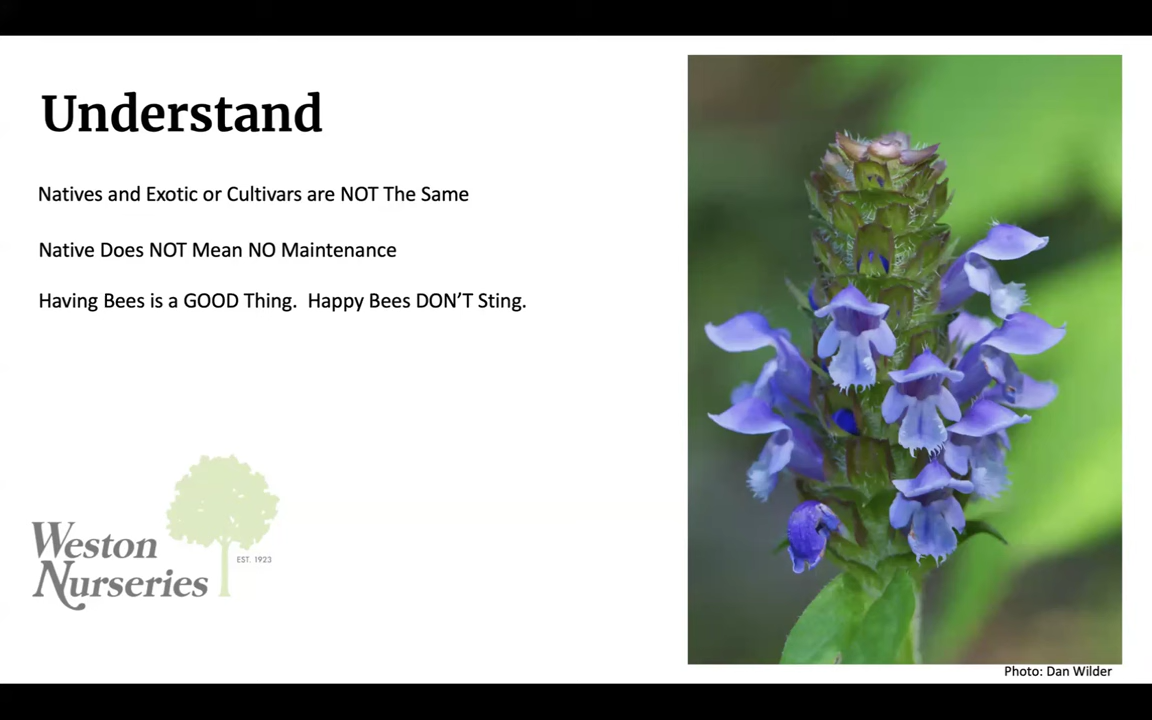 Understand
Natives and Exotic or Cultivars are NOT The Same
Native Does NOT Mean NO Maintenance
Having Bees is a GOOD Thing.  Happy Bees DON’T Sting.
Weston
Nurseries
EST. 1923
Photo: Dan Wilder